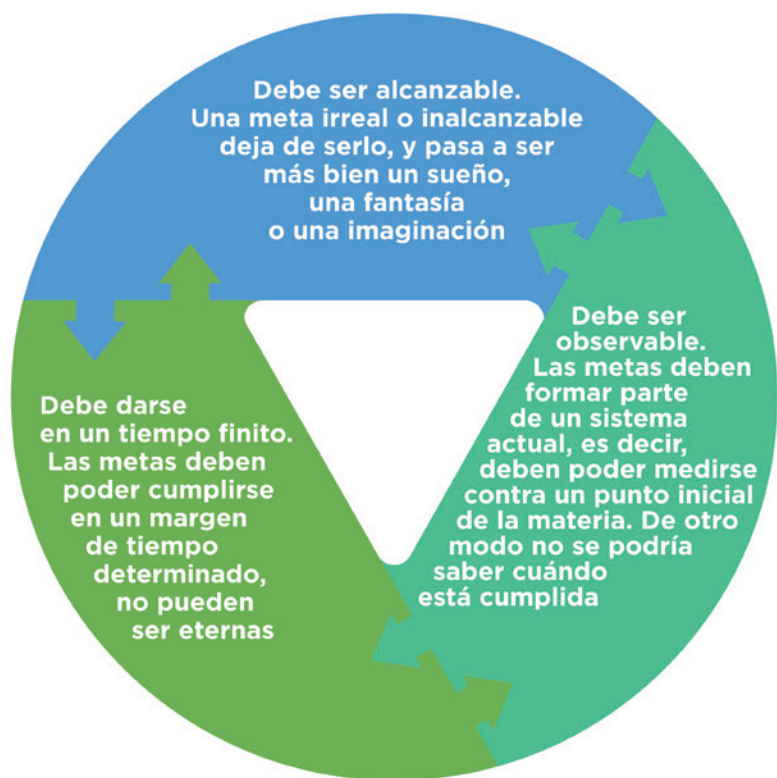 Debe ser alcanzable.
Una meta irreal o inalcanzable
deja de serlo, y pasa a ser
más bien un sueño,
una fantasía
o una imaginación
Debe ser
observable.
Las metas deben
formar parte
de un sistema
actual, es decir,
deben poder medirse
contra un punto inicial
de la materia. De otro
modo no se podría
saber cuándo
está cumplida
Debe darse
en un tiempo finito.
Las metas deben
poder cumplirse
en un margen
de tiempo
determinado,
no pueden
ser eternas